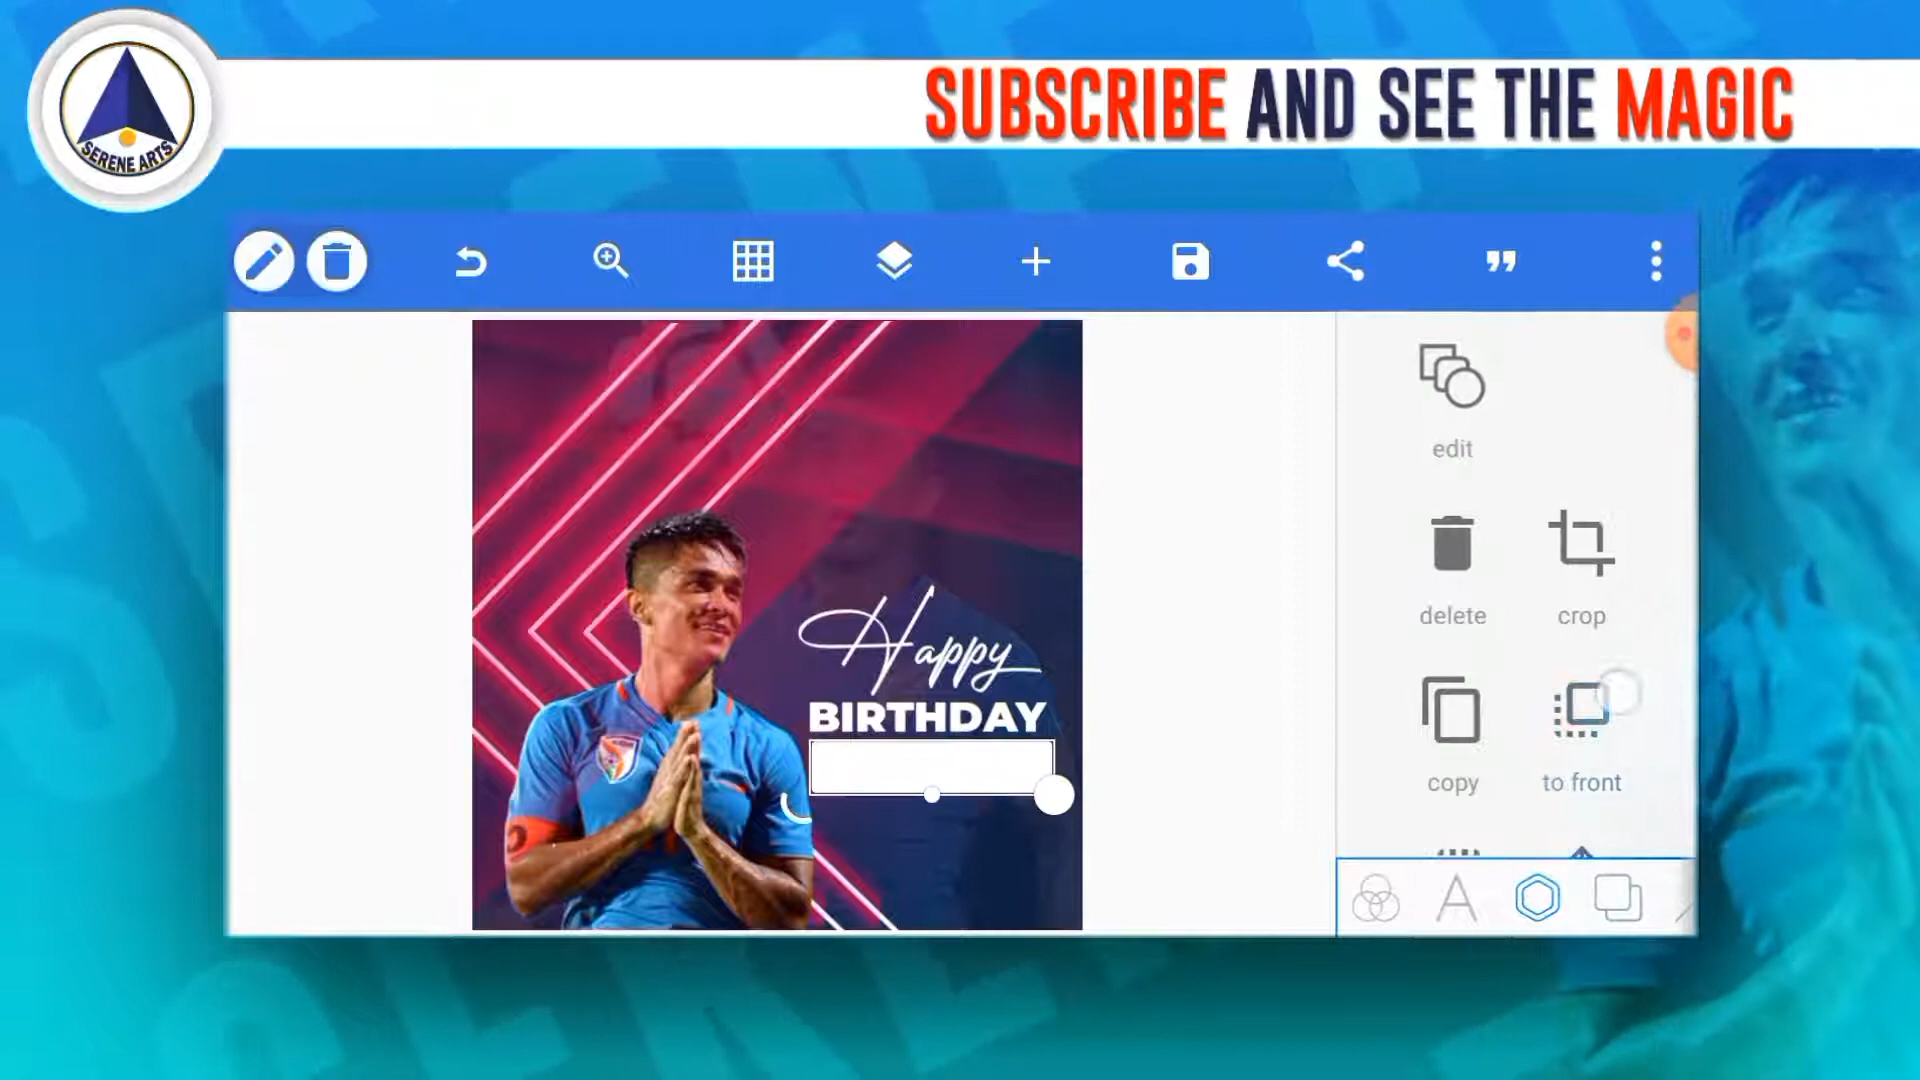 SUBSCRIBE AND SEE THE MAGIC
SERENE ARTS
edit
delete
crop
copy
to front
Happy
BIRTHDAY